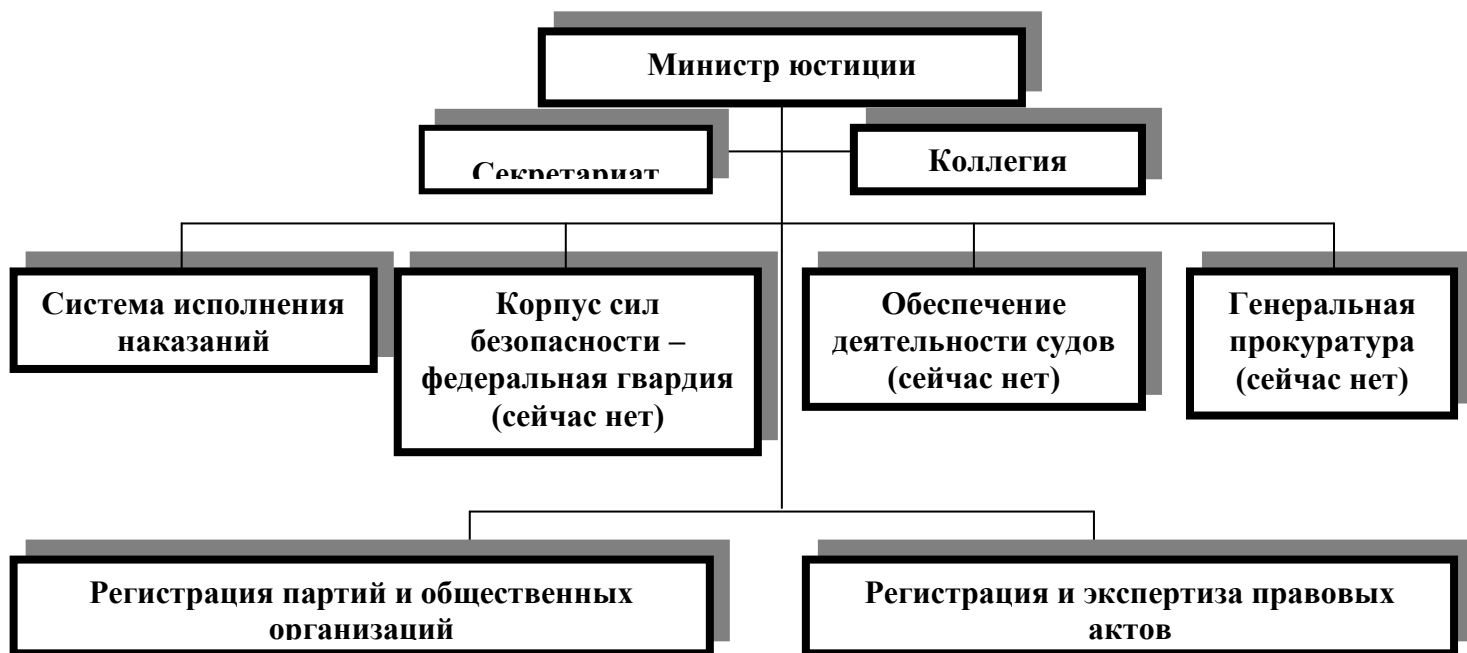 Министр юстиции
Секретариат
Коллегия
Система исполнения
наказаний
Корпус сил
безопасности –
федеральная гвардия
(сейчас нет)
Обеспечение
деятельности судов
(сейчас нет)
Генеральная
прокуратура
(сейчас нет)
Регистрация партий и общественных
организаций
Регистрация и экспертиза правовых
актов